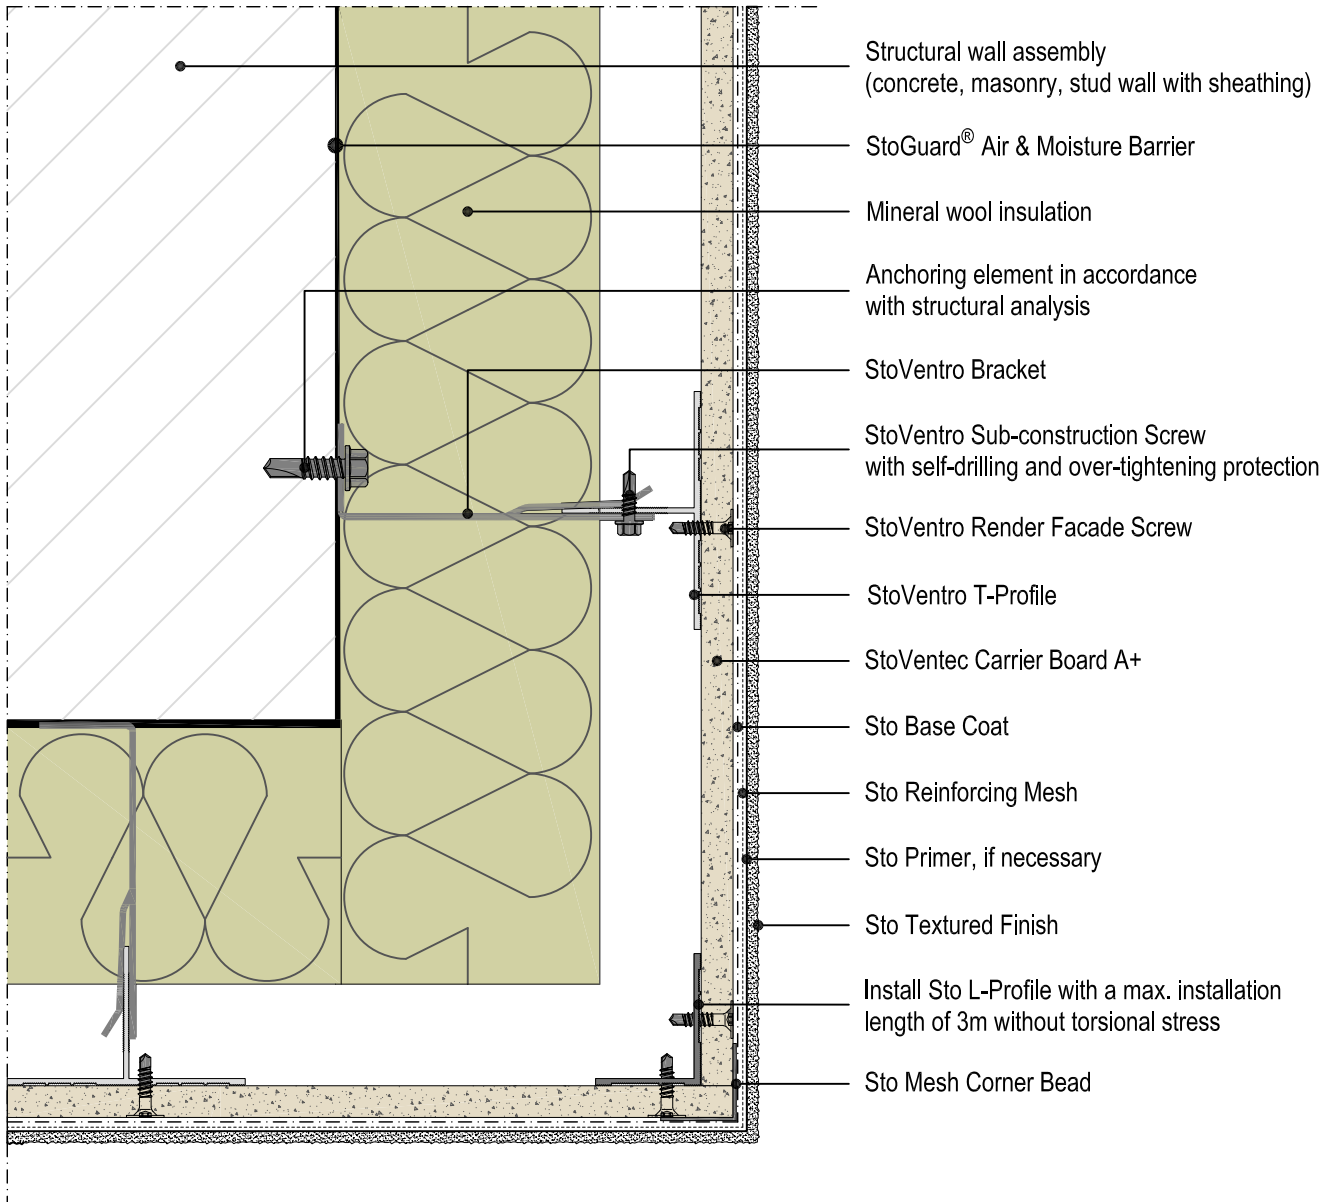 Structural wall assembly
(concrete, masonry, stud wall with sheathing)
StoGuard® Air & Moisture Barrier
Mineral wool insulation
Anchoring element in accordance
with structural analysis
StoVentro Bracket
StoVentro Sub-construction Screw
with self-drilling and over-tightening protection
StoVentro Render Facade Screw
StoVentro T-Profile
StoVentec Carrier Board A+
Sto Base Coat
Sto Reinforcing Mesh
Sto Primer, if necessary
Sto Textured Finish
Install Sto L-Profile with a max. installation
length of 3m without torsional stress
Sto Mesh Corner Bead